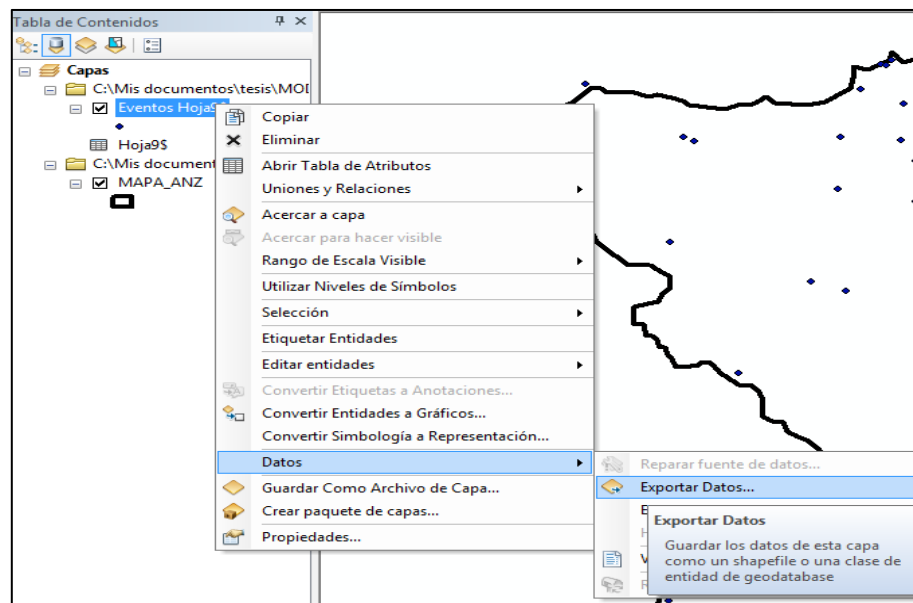 Tabla de Contenidos
Capas
C:\Mis documentos\tesis\MOI
Eventos Hoja9$
Hoja9$
C:\Mis document
MAPA_ANZ
Copiar
Eliminar
Abrir Tabla de Atributos
Uniones y Relaciones
Acercar a capa
Acercar para hacer visible
Rango de Escala Visible
Utilizar Niveles de Símbolos
Selección
Etiquetar Entidades
Editar entidades
Convertir Etiquetas a Anotaciones...
Convertir Entidades a Gráficos...
Convertir Simbología a Representación...
Datos
Guardar Como Archivo de Capa...
Crear paquete de capas...
Propiedades...
Reparar fuente de datos...
Exportar Datos...
Exportar Datos
Guardar los datos de esta capa
como un shapefile o una clase de
entidad de geodatabase